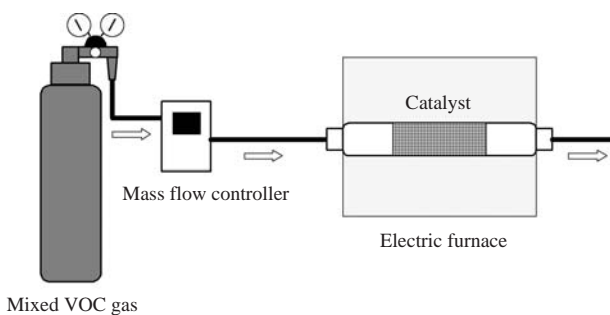 Catalyst
Mass flow controller
Electric furnace
Mixed VOC gas